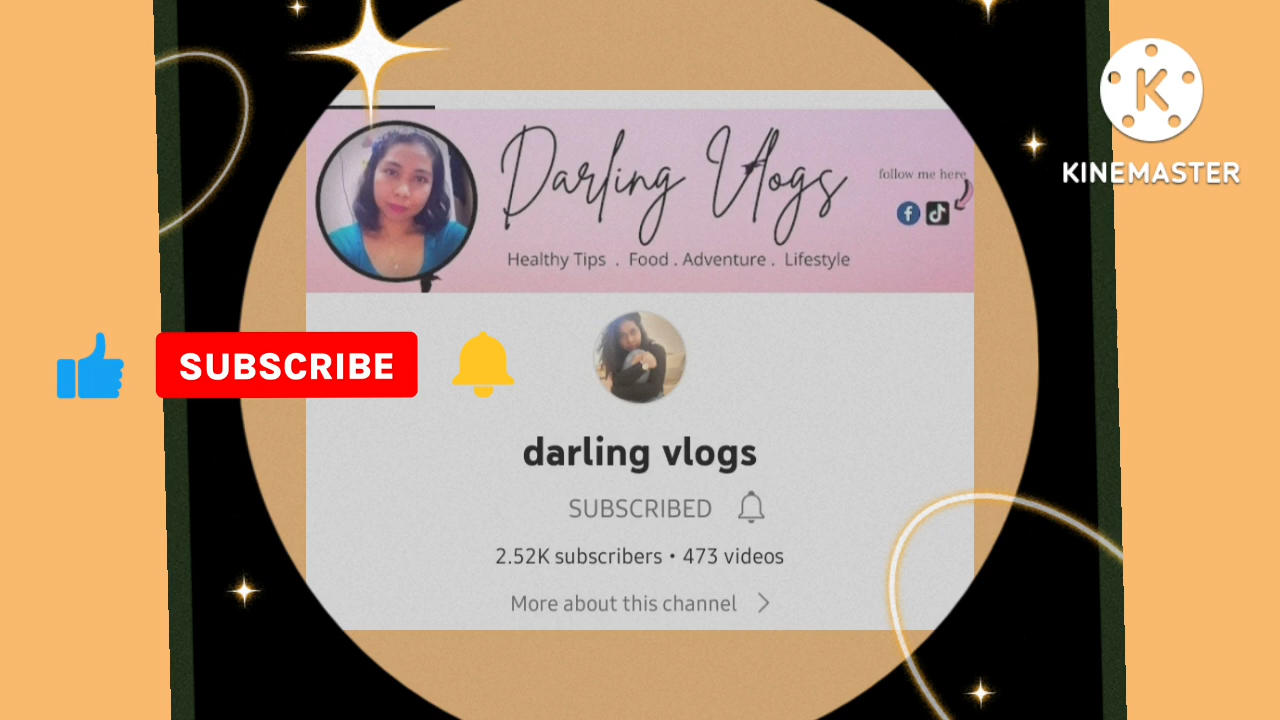 K
KINEMASTER
Darling Vlogs
follow me here
Healthy Tips . Food . Adventure . Lifestyle
SUBSCRIBE
darling vlogs
SUBSCRIBED
2.52K subscribers • 473 videos
More about this channel